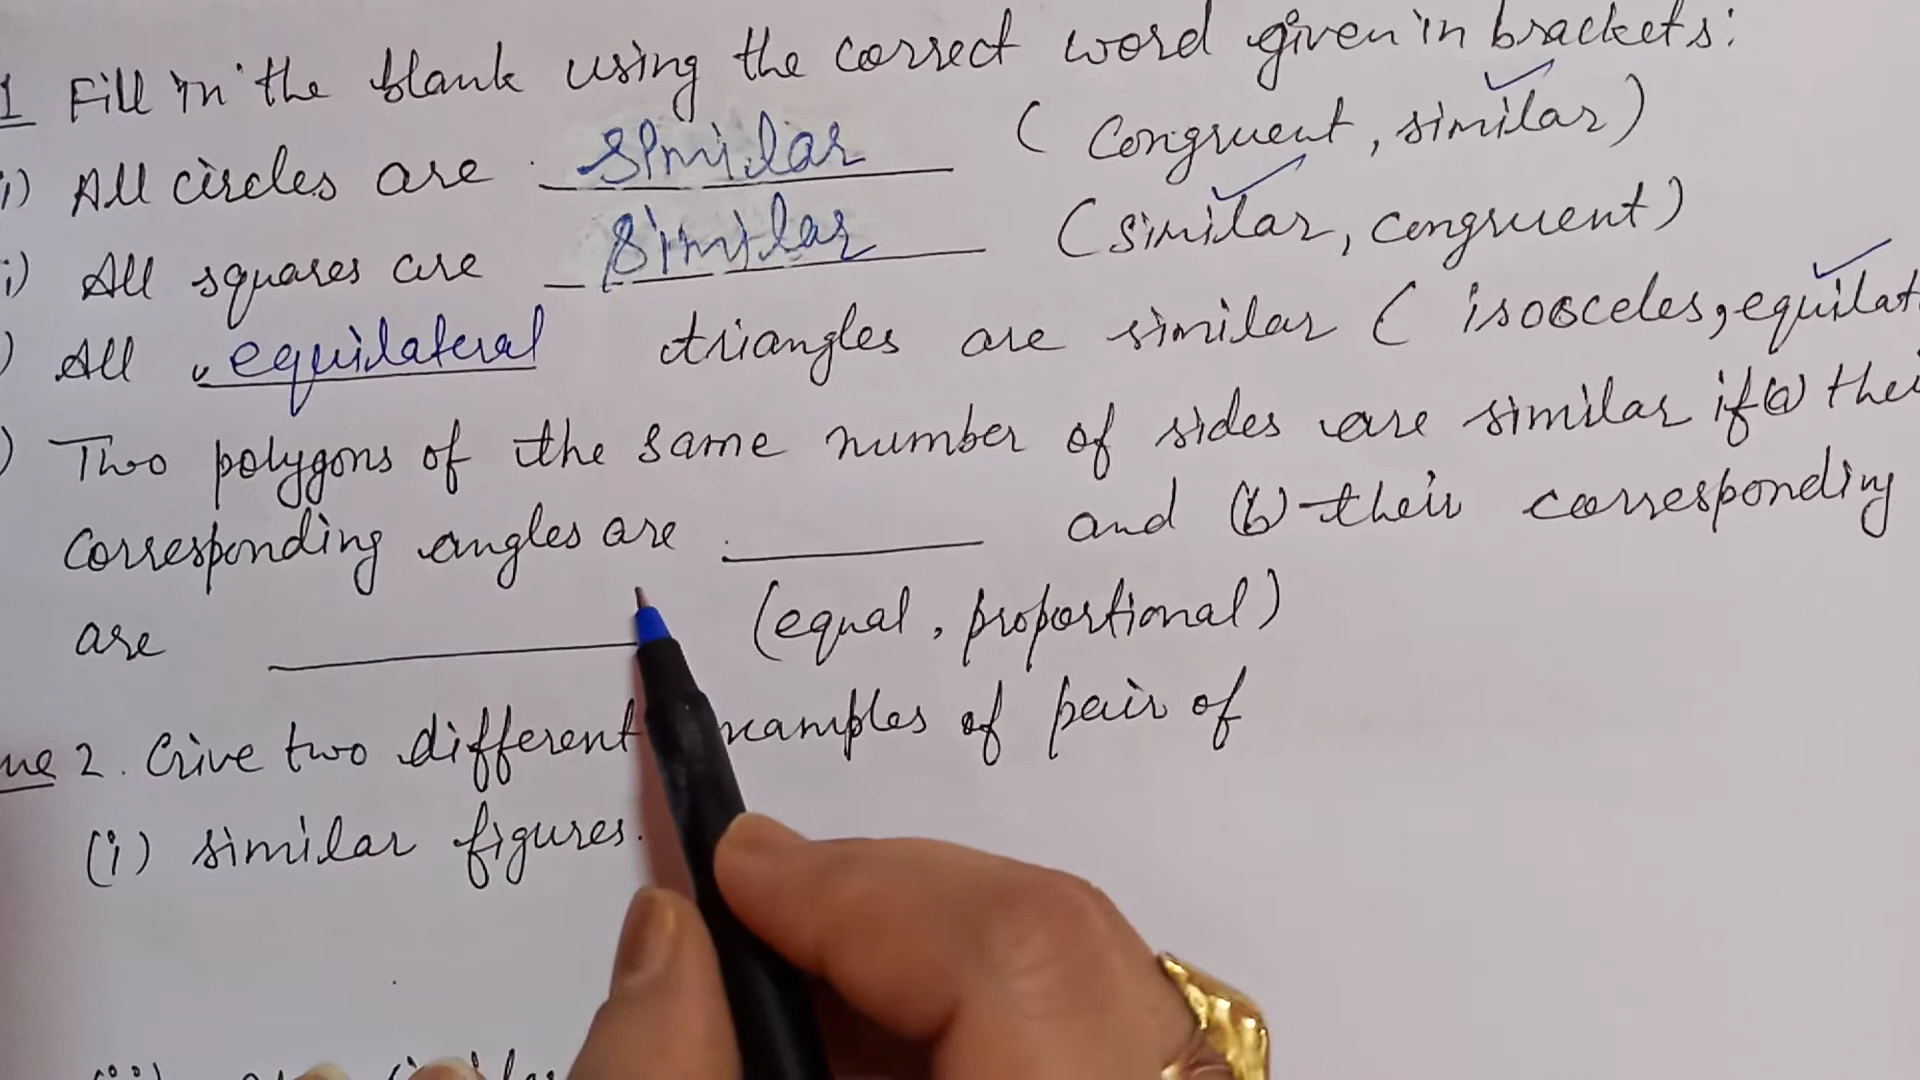 1 Fill in the blank using the correct word given in brackets:
i) All circles are similar (Congruent, similar)
i) All squares are similar (similar, congruent)
) All equilateral triangles are similar (isosceles, equilat
) Two polygons of the same number of sides are similar if (a) thei
corresponding angles are ______ and (b) their corresponding
are ______ (equal, proportional)
2. Give two different examples of pair of
(i) similar figures.